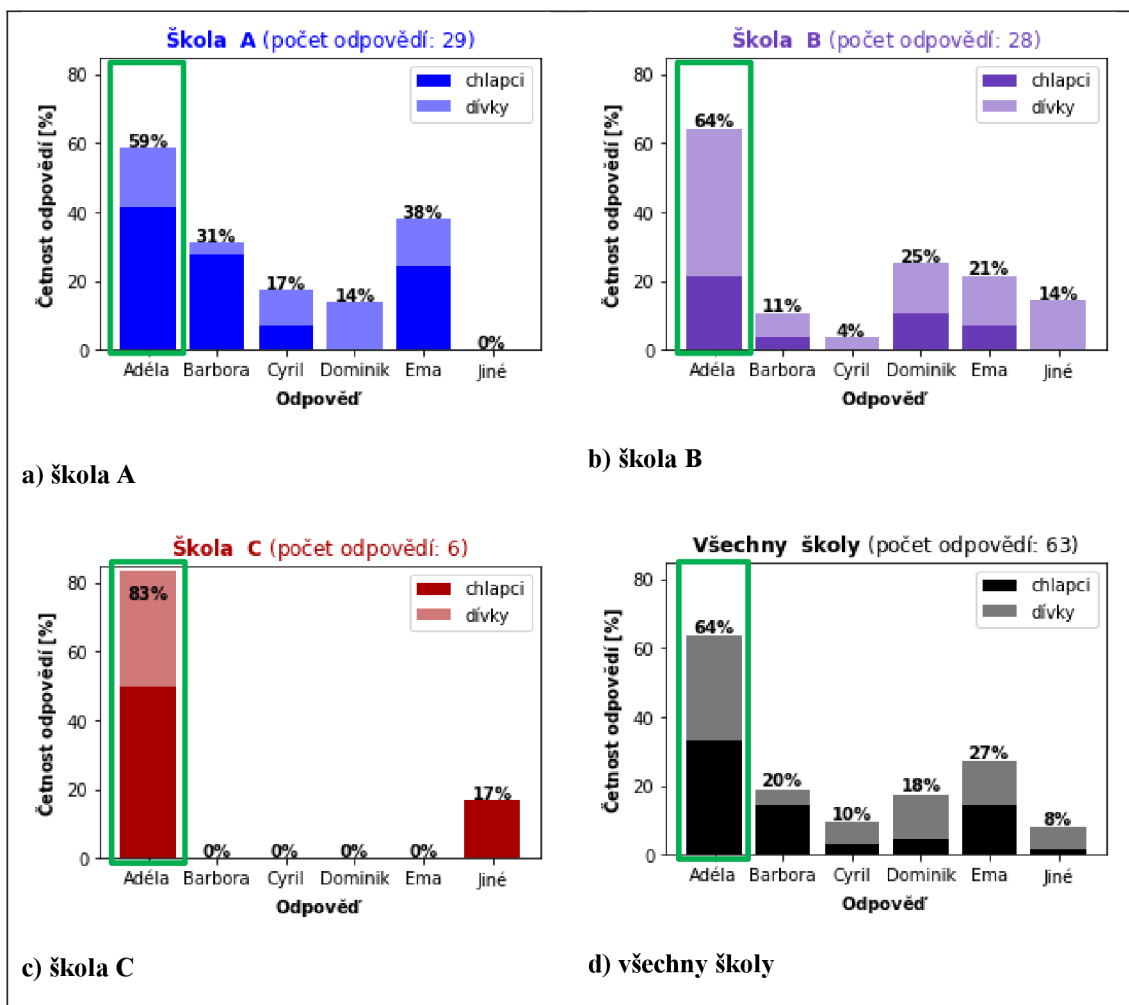 Škola A (počet odpovědí: 29)
Četnost odpovědí [%]
80
60
40
20
0
chlapci
dívky
59%
31%
17%
14%
38%
0%
Adéla Barbora Cyril Dominik Ema Jiné
Odpověď
a) škola A
Škola B (počet odpovědí: 28)
Četnost odpovědí [%]
80
60
40
20
0
chlapci
dívky
64%
11%
4%
25%
21%
14%
Adéla Barbora Cyril Dominik Ema Jiné
Odpověď
b) škola B
Škola C (počet odpovědí: 6)
Četnost odpovědí [%]
80
60
40
20
0
chlapci
dívky
83%
0%
0%
0%
0%
17%
Adéla Barbora Cyril Dominik Ema Jiné
Odpověď
c) škola C
Všechny školy (počet odpovědí: 63)
Četnost odpovědí [%]
80
60
40
20
0
chlapci
dívky
64%
20%
10%
18%
27%
8%
Adéla Barbora Cyril Dominik Ema Jiné
Odpověď
d) všechny školy